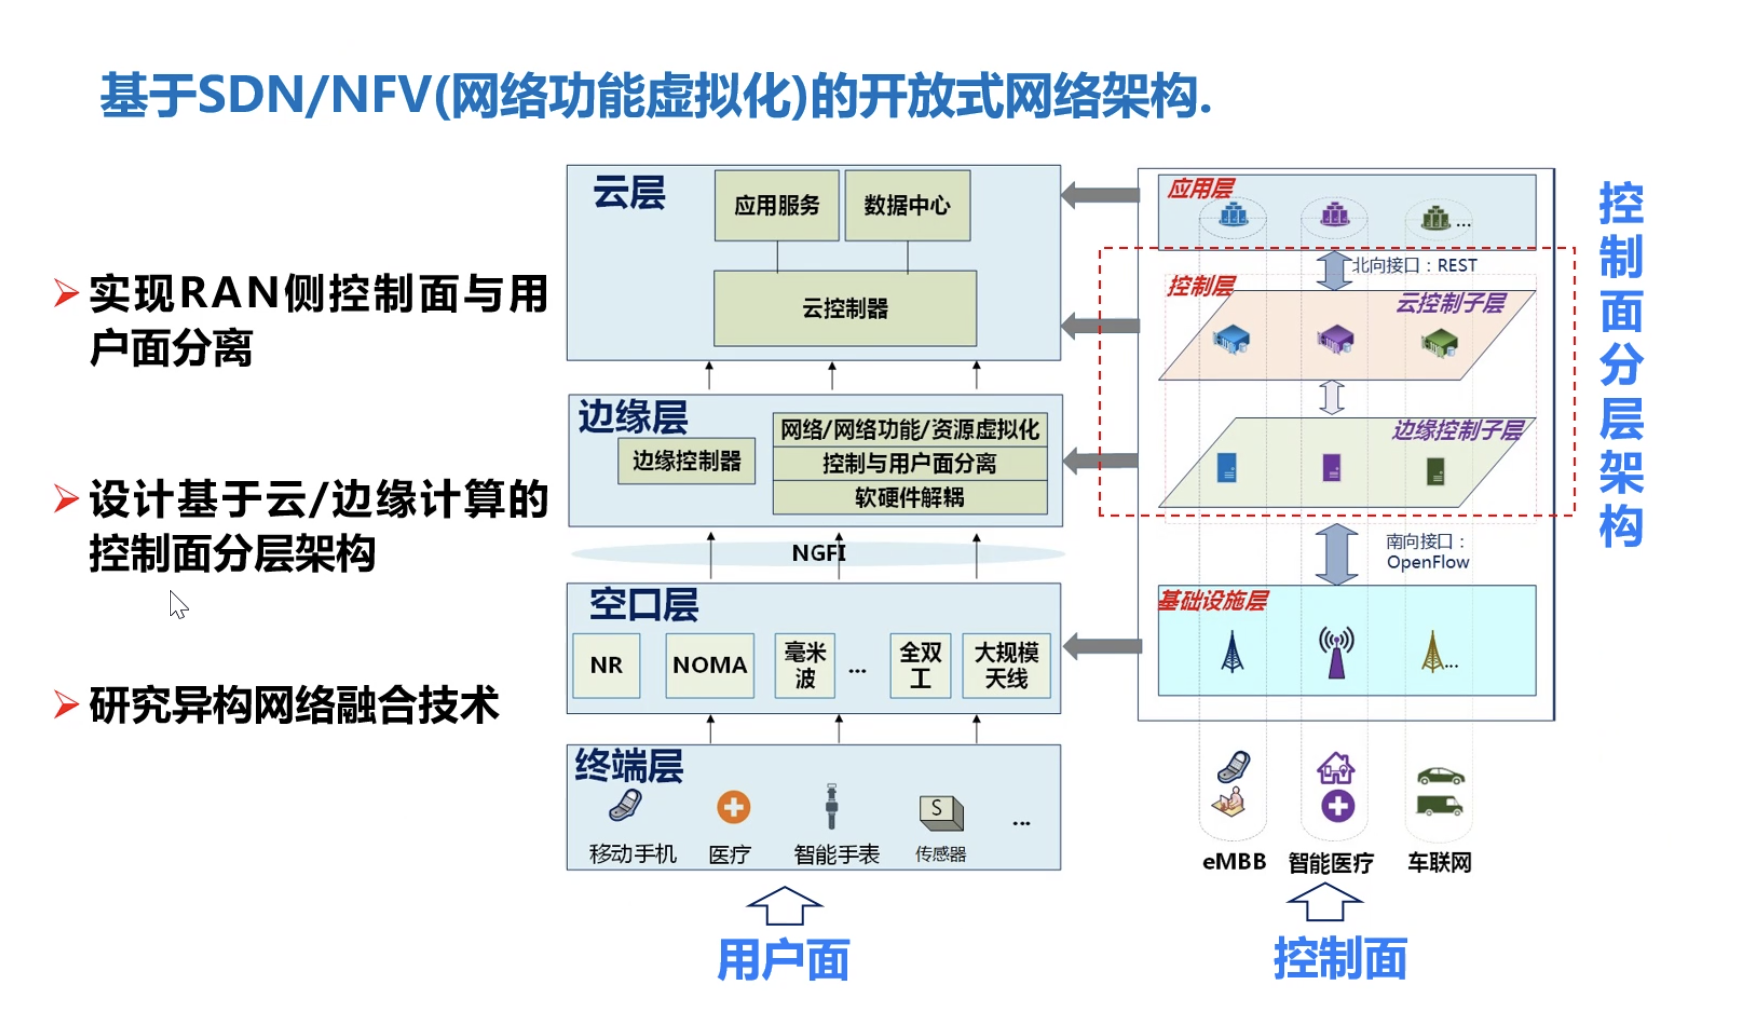 基于SDN/NFV(网络功能虚拟化)的开放式网络架构.
实现RAN侧控制面与用
户面分离
设计基于云/边缘计算的
控制面分层架构
研究异构网络融合技术
云层
应用服务
数据中心
云控制器
边缘层
边缘控制器
网络/网络功能/资源虚拟化
控制与用户面分离
软硬件解耦
NGFI
空口层
NR
NOMA
毫米
波
...
全双
工
大规模
天线
终端层
S
...
移动手机
医疗
智能手表
传感器
用户面
应用层
...
北向接口：REST
控制层
云控制子层
边缘控制子层
南向接口：
OpenFlow
基础设施层
...
eMBB
智能医疗
车联网
控制面
控制面分层架构